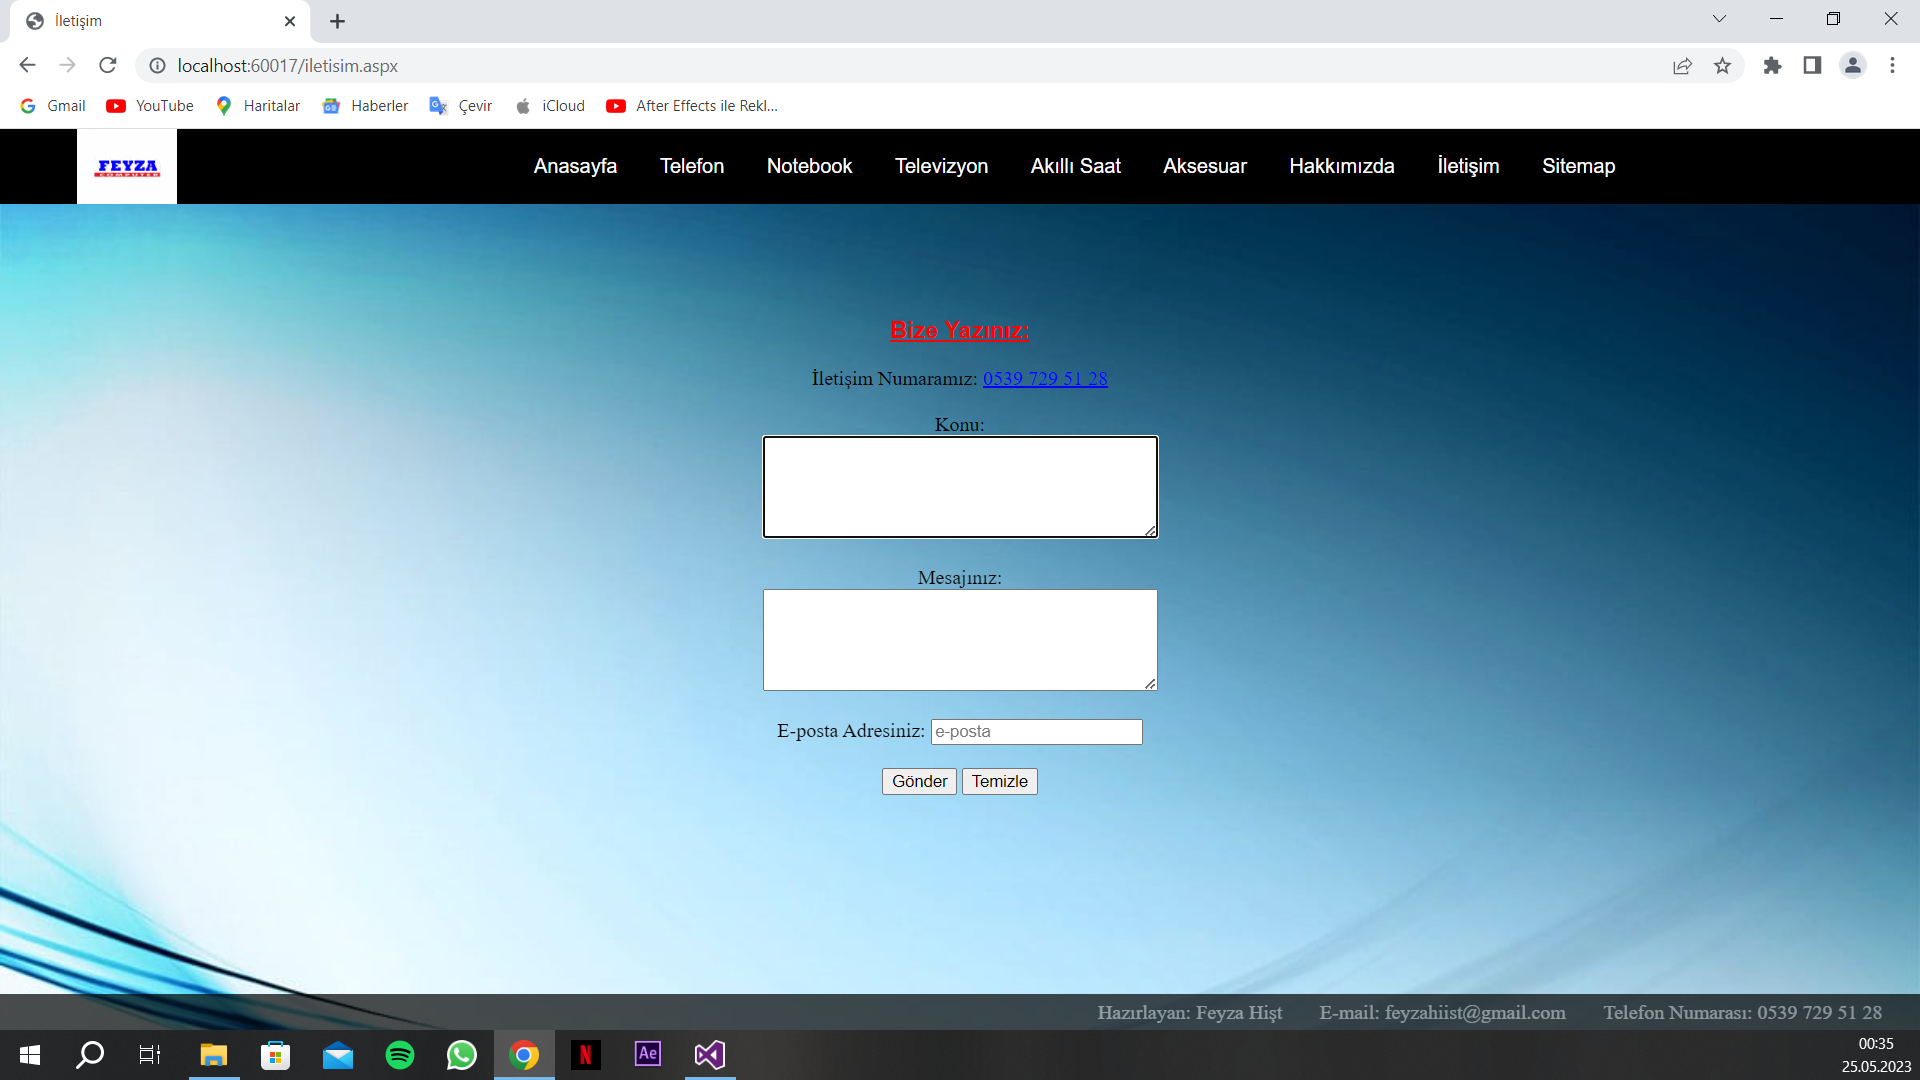 İletişim
localhost:60017/iletisim.aspx
Gmail YouTube Haritalar Haberler Çevir iCloud After Effects ile Rekl...
FEYZA
COMPUTER
Anasayfa Telefon Notebook Televizyon Akıllı Saat Aksesuar Hakkımızda İletişim Sitemap
Bize Yazınız:
İletişim Numaramız: 0539 729 51 28
Konu:
Mesajınız:
E-posta Adresiniz: e-posta
Gönder Temizle
Hazırlayan: Feyza Hişt E-mail: feyzahiist@gmail.com Telefon Numarası: 0539 729 51 28
N Ae
00:35
25.05.2023